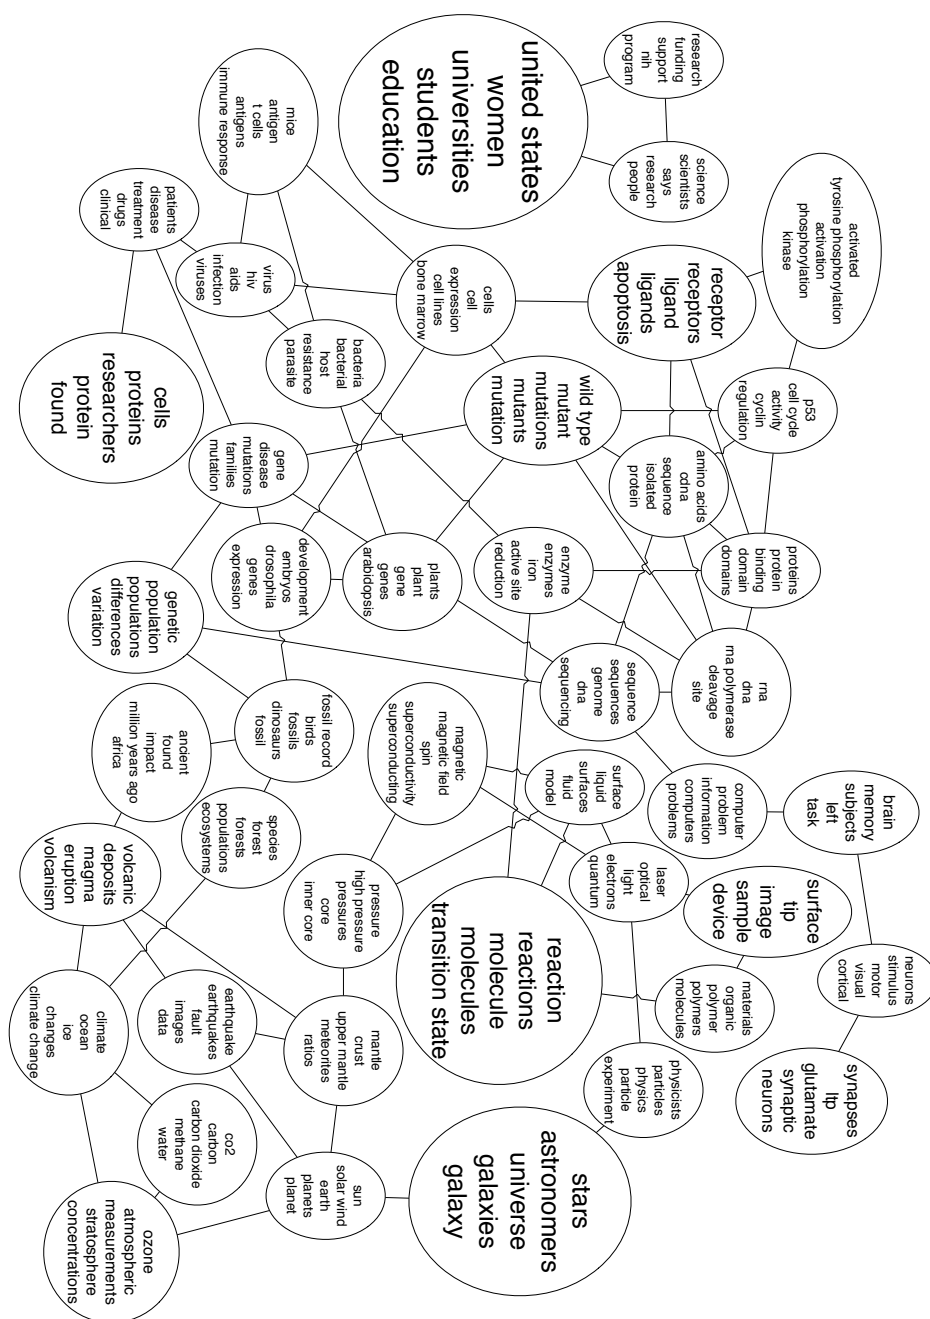 research
funding
support
nih
program
science
scientists
says
research
people
united states
women
universities
students
education
mice
antigen
t cells
antigens
immune response
patients
disease
treatment
drugs
clinical
virus
hiv
aids
infection
viruses
cells
proteins
researchers
protein
found
bacteria
bacterial
host
resistance
parasite
cells
cell
expression
cell lines
bone marrow
receptor
receptors
ligand
ligands
apoptosis
activated
tyrosine phosphorylation
activation
phosphorylation
kinase
p53
cell cycle
activity
cyclin
regulation
wild type
mutant
mutations
mutants
mutation
amino acids
cdna
sequence
isolated
protein
gene
disease
mutations
families
mutation
proteins
protein
binding
domain
domains
enzyme
enzymes
iron
active site
reduction
plants
plant
gene
genes
arabidopsis
development
embryos
drosophila
genes
expression
genetic
population
populations
differences
variation
rna
dna
rna polymerase
cleavage
site
sequence
sequences
genome
dna
sequencing
fossil record
birds
fossils
dinosaurs
fossil
ancient
found
impact
million years ago
africa
magnetic
magnetic field
spin
superconductivity
superconducting
surface
liquid
surfaces
fluid
model
computer
problem
information
computers
problems
brain
memory
subjects
left
task
species
forest
forests
populations
ecosystems
volcanic
deposits
magma
eruption
volcanism
pressure
high pressure
pressures
core
inner core
laser
optical
light
electrons
quantum
surface
tip
image
sample
device
reaction
reactions
molecule
molecules
transition state
materials
organic
polymer
polymers
molecules
neurons
stimulus
motor
visual
cortical
synapses
ltp
glutamate
synaptic
neurons
climate
ocean
ice
changes
climate change
earthquake
earthquakes
fault
images
data
mantle
crust
upper mantle
meteorites
ratios
physicists
particles
physics
particle
experiment
co2
carbon
carbon dioxide
methane
water
sun
solar wind
earth
planets
planet
stars
astronomers
universe
galaxies
galaxy
ozone
atmospheric
measurements
stratosphere
concentrations